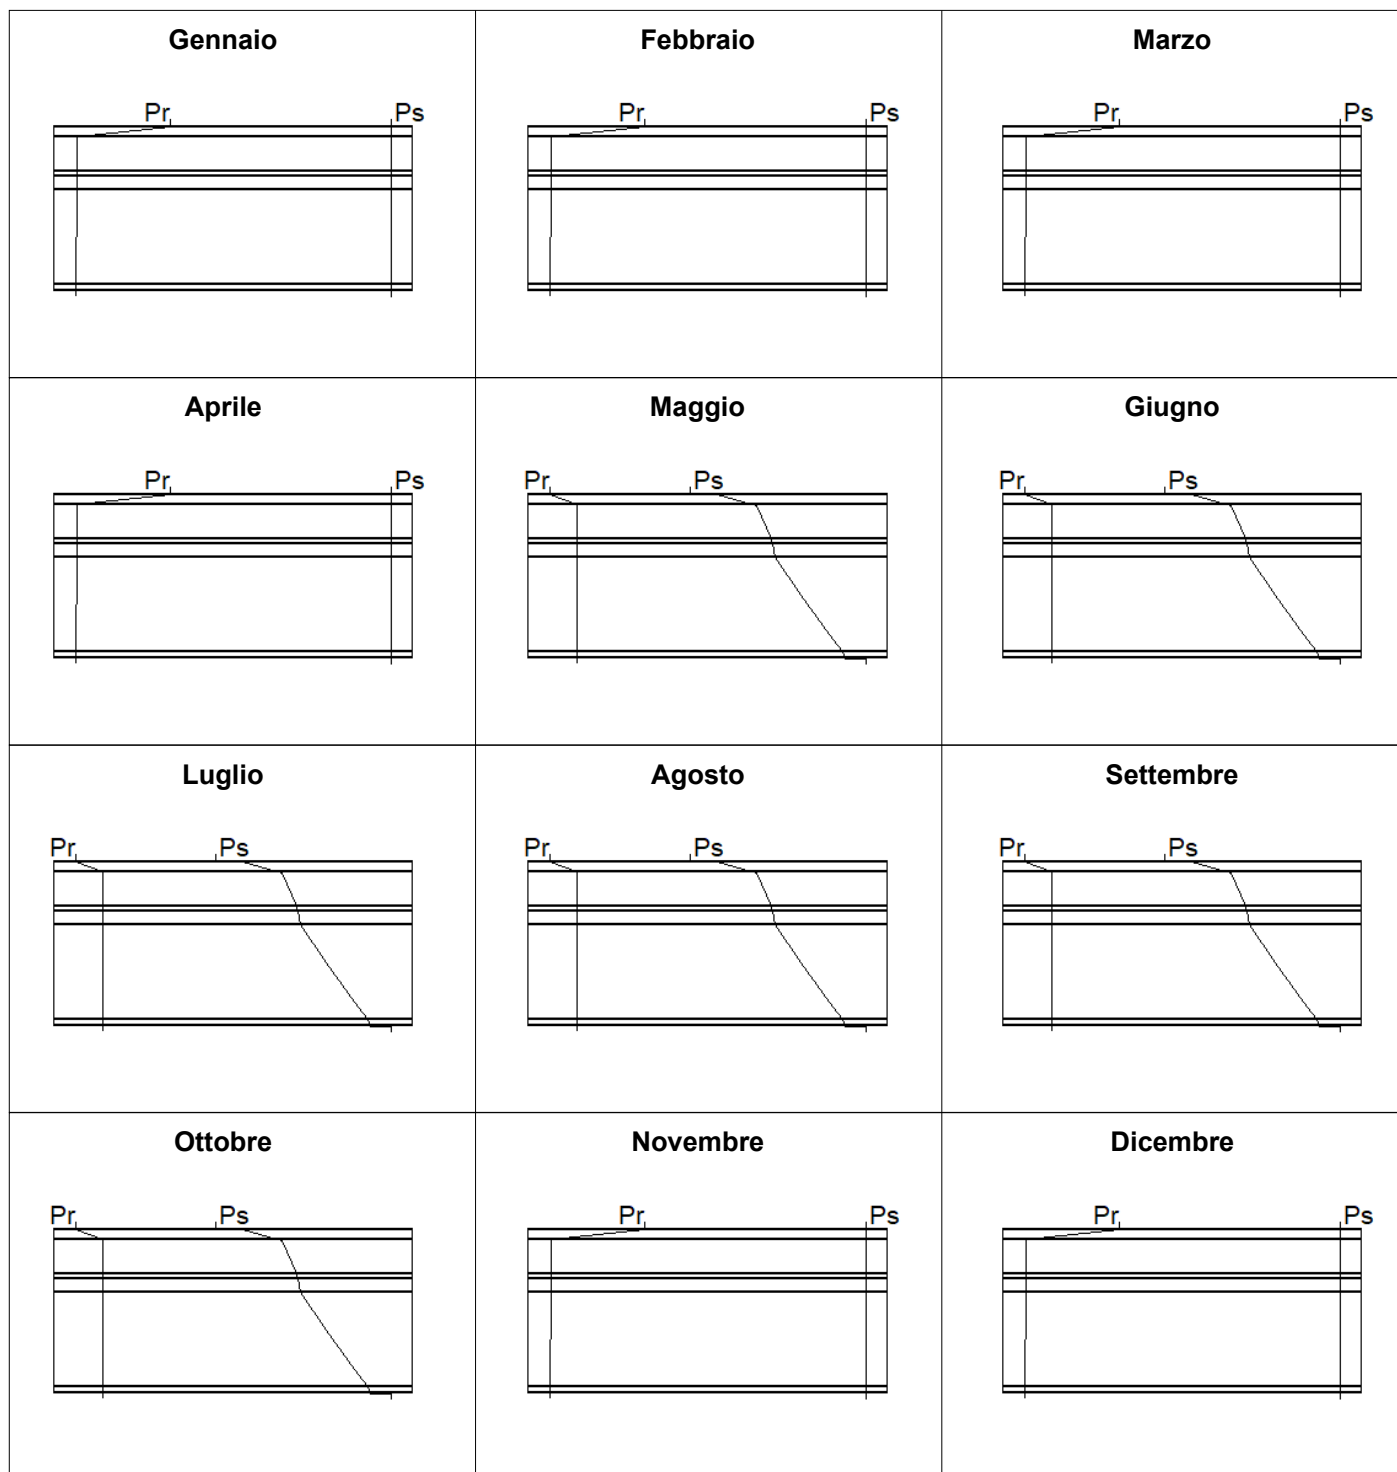 Gennaio Febbraio Marzo
Pr Ps Pr Ps Pr Ps
Aprile Maggio Giugno
Pr Ps Pr Ps Pr Ps
Luglio Agosto Settembre
Pr Ps Pr Ps Pr Ps
Ottobre Novembre Dicembre
Pr Ps Pr Ps Pr Ps